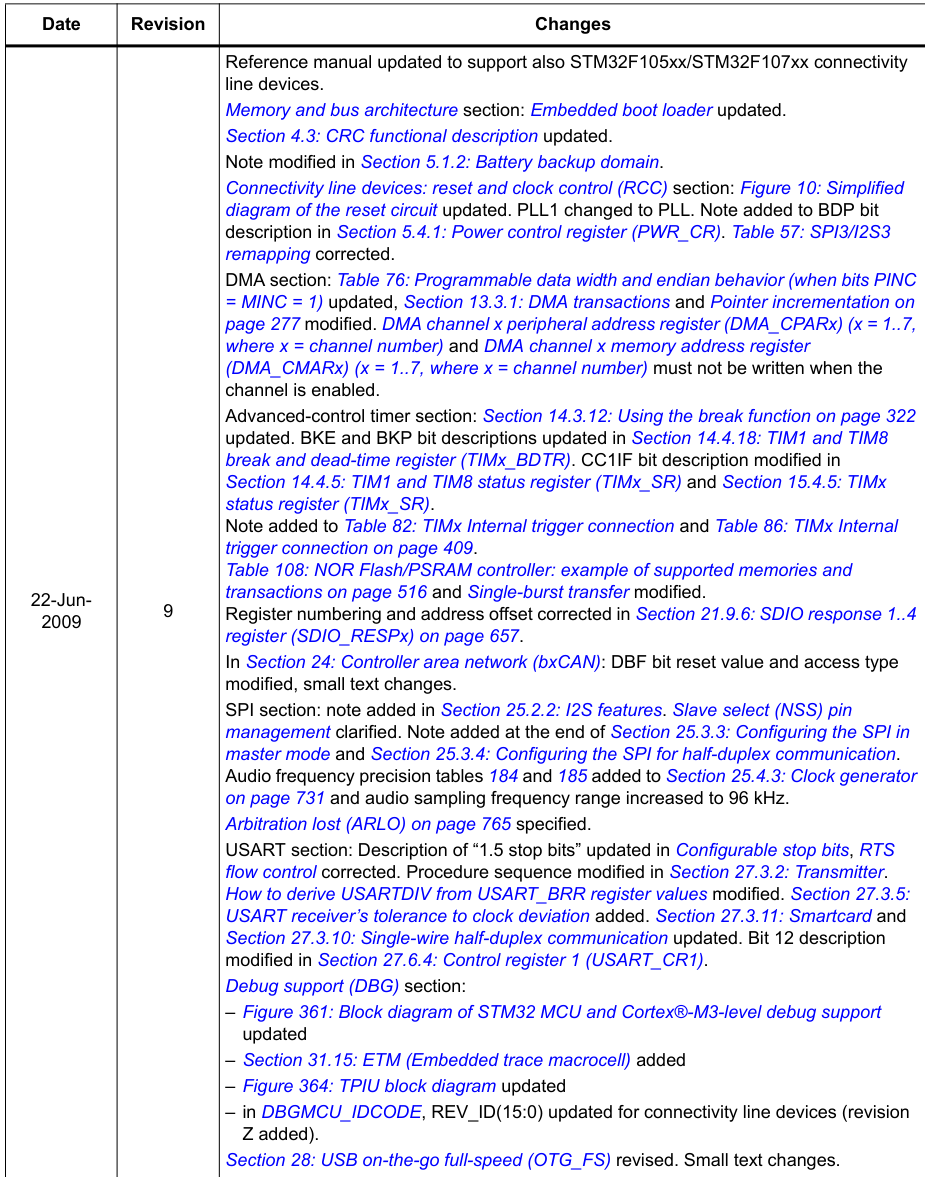 Date Revision Changes
Reference manual updated to support also STM32F105xx/STM32F107xx connectivity
line devices.
Memory and bus architecture section: Embedded boot loader updated.
Section 4.3: CRC functional description updated.
Note modified in Section 5.1.2: Battery backup domain.
Connectivity line devices: reset and clock control (RCC) section: Figure 10: Simplified
diagram of the reset circuit updated. PLL1 changed to PLL. Note added to BDP bit
description in Section 5.4.1: Power control register (PWR_CR). Table 57: SPI3/I2S3
remapping corrected.
DMA section: Table 76: Programmable data width and endian behavior (when bits PINC
= MINC = 1) updated, Section 13.3.1: DMA transactions and Pointer incrementation on
page 277 modified. DMA channel x peripheral address register (DMA_CPARx) (x = 1..7,
where x = channel number) and DMA channel x memory address register
(DMA_CMARx) (x = 1..7, where x = channel number) must not be written when the
channel is enabled.
Advanced-control timer section: Section 14.3.12: Using the break function on page 322
updated. BKE and BKP bit descriptions updated in Section 14.4.18: TIM1 and TIM8
break and dead-time register (TIMx_BDTR). CC1IF bit description modified in
Section 14.4.5: TIM1 and TIM8 status register (TIMx_SR) and Section 15.4.5: TIMx
status register (TIMx_SR).
Note added to Table 82: TIMx Internal trigger connection and Table 86: TIMx Internal
trigger connection on page 409.
Table 108: NOR Flash/PSRAM controller: example of supported memories and
transactions on page 516 and Single-burst transfer modified.
Register numbering and address offset corrected in Section 21.9.6: SDIO response 1..4
register (SDIO_RESPx) on page 657.
22-Jun-
2009
9
In Section 24: Controller area network (bxCAN): DBF bit reset value and access type
modified, small text changes.
SPI section: note added in Section 25.2.2: I2S features. Slave select (NSS) pin
management clarified. Note added at the end of Section 25.3.3: Configuring the SPI in
master mode and Section 25.3.4: Configuring the SPI for half-duplex communication.
Audio frequency precision tables 184 and 185 added to Section 25.4.3: Clock generator
on page 731 and audio sampling frequency range increased to 96 kHz.
Arbitration lost (ARLO) on page 765 specified.
USART section: Description of “1.5 stop bits” updated in Configurable stop bits, RTS
flow control corrected. Procedure sequence modified in Section 27.3.2: Transmitter.
How to derive USARTDIV from USART_BRR register values modified. Section 27.3.5:
USART receiver’s tolerance to clock deviation added. Section 27.3.11: Smartcard and
Section 27.3.10: Single-wire half-duplex communication updated. Bit 12 description
modified in Section 27.6.4: Control register 1 (USART_CR1).
Debug support (DBG) section:
– Figure 361: Block diagram of STM32 MCU and Cortex®-M3-level debug support
updated
– Section 31.15: ETM (Embedded trace macrocell) added
– Figure 364: TPIU block diagram updated
– in DBGMCU_IDCODE, REV_ID(15:0) updated for connectivity line devices (revision
Z added).
Section 28: USB on-the-go full-speed (OTG_FS) revised. Small text changes.